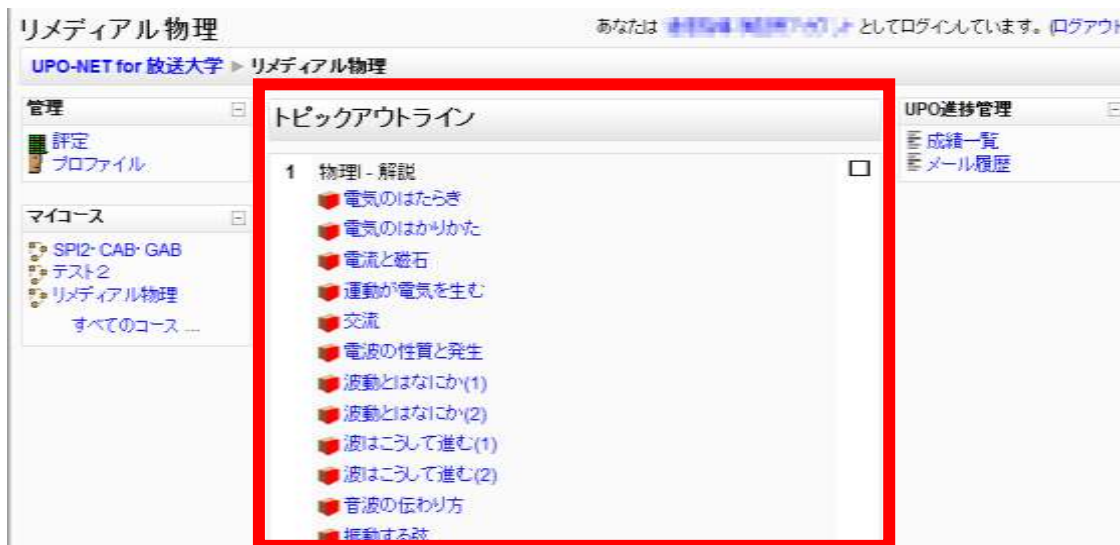 リメディアル物理
あなたは としてログインしています。(ログアウト
UPO-NET for 放送大学 ► リメディアル物理
管理
評定
プロファイル
マイコース
SPI2・CAB・GAB
テスト2
リメディアル物理
すべてのコース ...
トピックアウトライン
1 物理I - 解説
電気のはたらき
電気のはかりかた
電流と磁石
運動が電気を生む
交流
電波の性質と発生
波動とはなにか(1)
波動とはなにか(2)
波はこうして進む(1)
波はこうして進む(2)
音波の伝わり方
振動する弦
UPO進捗管理
成績一覧
メール履歴